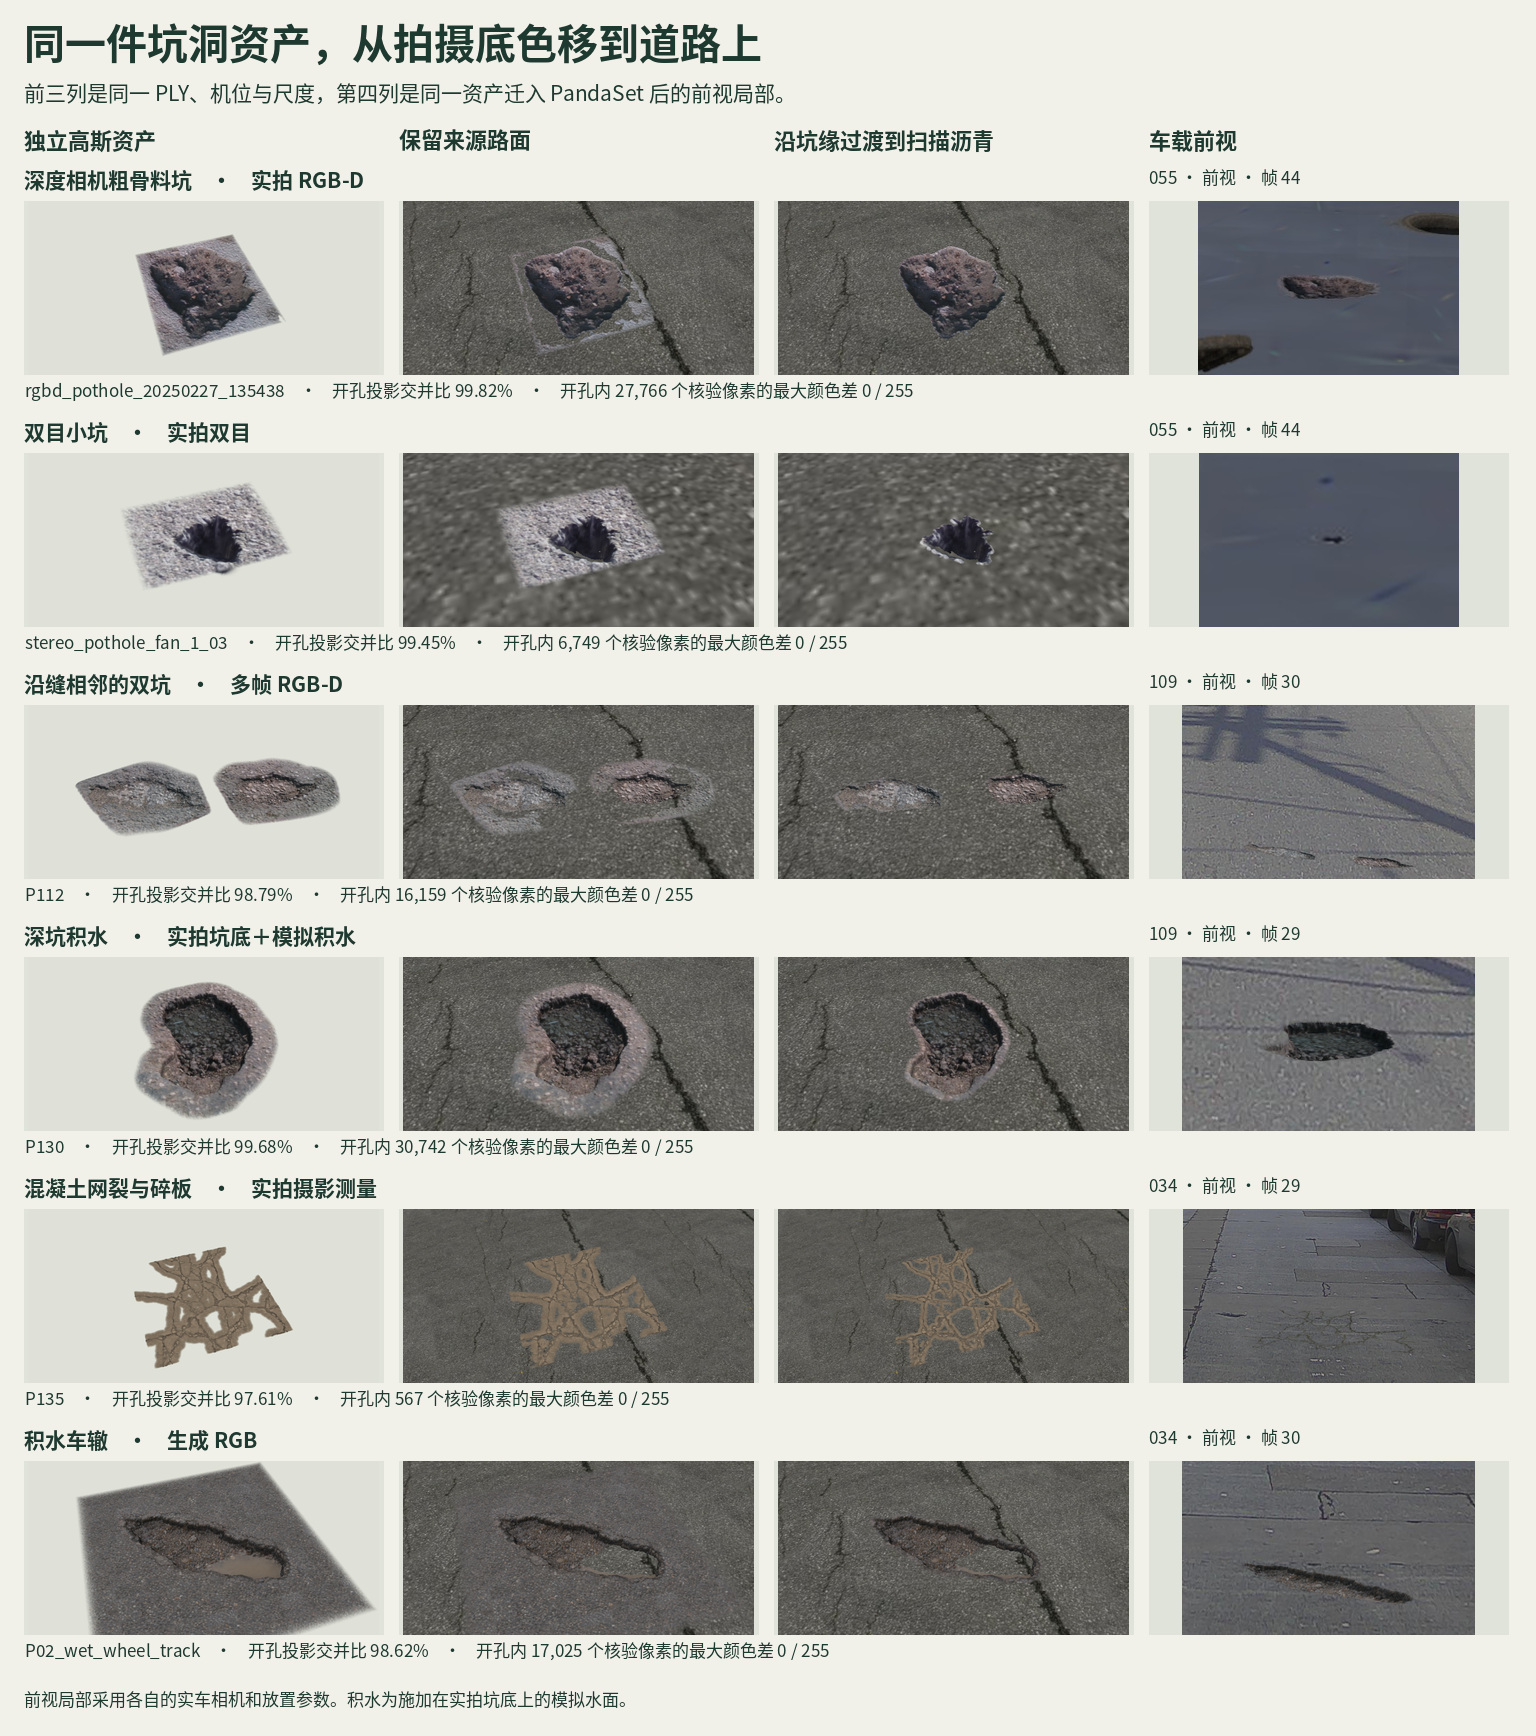 同一件坑洞资产，从拍摄底色移到道路上
前三列是同一 PLY、机位与尺度，第四列是同一资产迁入 PandaSet 后的前视局部。
独立高斯资产
保留来源路面
沿坑缘过渡到扫描沥青
车载前视
深度相机粗骨料坑 · 实拍 RGB-D
055 · 前视 · 帧 44
rgbd_pothole_20250227_135438 · 开孔投影交并比 99.82% · 开孔内 27,766 个核验像素的最大颜色差 0 / 255
双目小坑 · 实拍双目
055 · 前视 · 帧 44
stereo_pothole_fan_1_03 · 开孔投影交并比 99.45% · 开孔内 6,749 个核验像素的最大颜色差 0 / 255
沿缝相邻的双坑 · 多帧 RGB-D
109 · 前视 · 帧 30
P112 · 开孔投影交并比 98.79% · 开孔内 16,159 个核验像素的最大颜色差 0 / 255
深坑积水 · 实拍坑底＋模拟积水
109 · 前视 · 帧 29
P130 · 开孔投影交并比 99.68% · 开孔内 30,742 个核验像素的最大颜色差 0 / 255
混凝土网裂与碎板 · 实拍摄影测量
034 · 前视 · 帧 29
P135 · 开孔投影交并比 97.61% · 开孔内 567 个核验像素的最大颜色差 0 / 255
积水车辙 · 生成 RGB
034 · 前视 · 帧 30
P02_wet_wheel_track · 开孔投影交并比 98.62% · 开孔内 17,025 个核验像素的最大颜色差 0 / 255
前视局部采用各自的实车相机和放置参数。积水为施加在实拍坑底上的模拟水面。